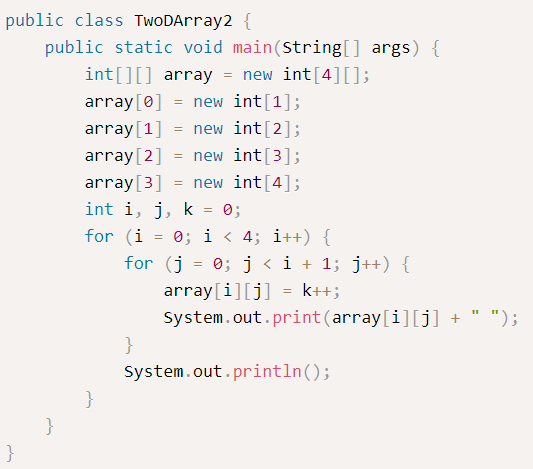 public class TwoDArray2 {
    public static void main(String[] args) {
        int[][] array = new int[4][];
        array[0] = new int[1];
        array[1] = new int[2];
        array[2] = new int[3];
        array[3] = new int[4];
        int i, j, k = 0;
        for (i = 0; i < 4; i++) {
            for (j = 0; j < i + 1; j++) {
                array[i][j] = k++;
                System.out.print(array[i][j] + " ");
            }
            System.out.println();
        }
    }
}